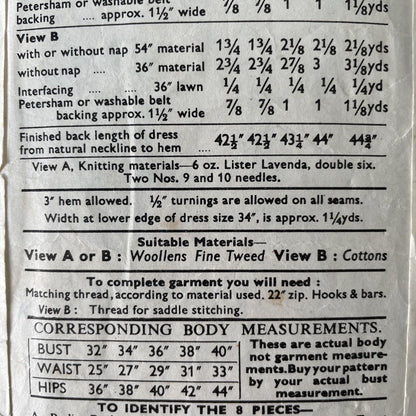 Petersham or washable belt
backing approx. 1½" wide ⅞ ⅞ 1 1 1⅛yds
View B
with or without nap 54" material 1¾ 1¾ 2⅛ 2⅛ 2⅛yds
without nap .... 36" material 2¾ 2¾ 2⅞ 3 3⅛yds
Interfacing .... 36" lawn ¼ ¼ ¼ ¼ ¼yd
Petersham or washable belt
backing approx. 1½" wide ⅞ ⅞ 1 1 1⅛yds
Finished back length of dress
from natural neckline to hem .... 42½" 42½" 43¼" 44" 44¾"
View A, Knitting materials—6 oz. Lister Lavenda, double six.
Two Nos. 9 and 10 needles.
3" hem allowed. ½" turnings are allowed on all seams.
Width at lower edge of dress size 34", is approx. 1¼yds.
Suitable Materials—
View A or B : Woollens Fine Tweed View B : Cottons
To complete garment you will need :
Matching thread, according to material used. 22" zip. Hooks & bars.
View B : Thread for saddle stitching.
CORRESPONDING BODY MEASUREMENTS.
BUST 32" 34" 36" 38" 40"
WAIST 25" 27" 29" 31" 33"
HIPS 36" 38" 40" 42" 44"
These are actual body
not garment measure-
ments. Buy your pattern
by your actual bust
measurement.
TO IDENTIFY THE 8 PIECES—